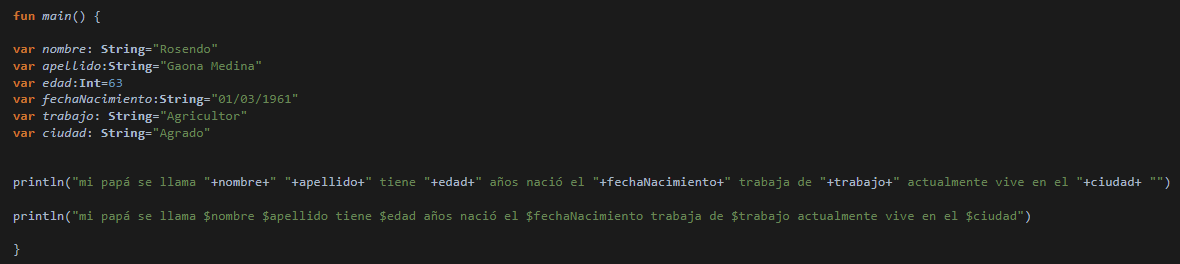 fun main() {
var nombre: String="Rosendo"
var apellido:String="Gaona Medina"
var edad:Int=63
var fechaNacimiento:String="01/03/1961"
var trabajo: String="Agricultor"
var ciudad: String="Agrado"
println("mi papá se llama "+nombre+" "+apellido+" tiene "+edad+" años nació el "+fechaNacimiento+" trabaja de "+trabajo+" actualmente vive en el "+ciudad+ "")
println("mi papá se llama $nombre $apellido tiene $edad años nació el $fechaNacimiento trabaja de $trabajo actualmente vive en el $ciudad")
}